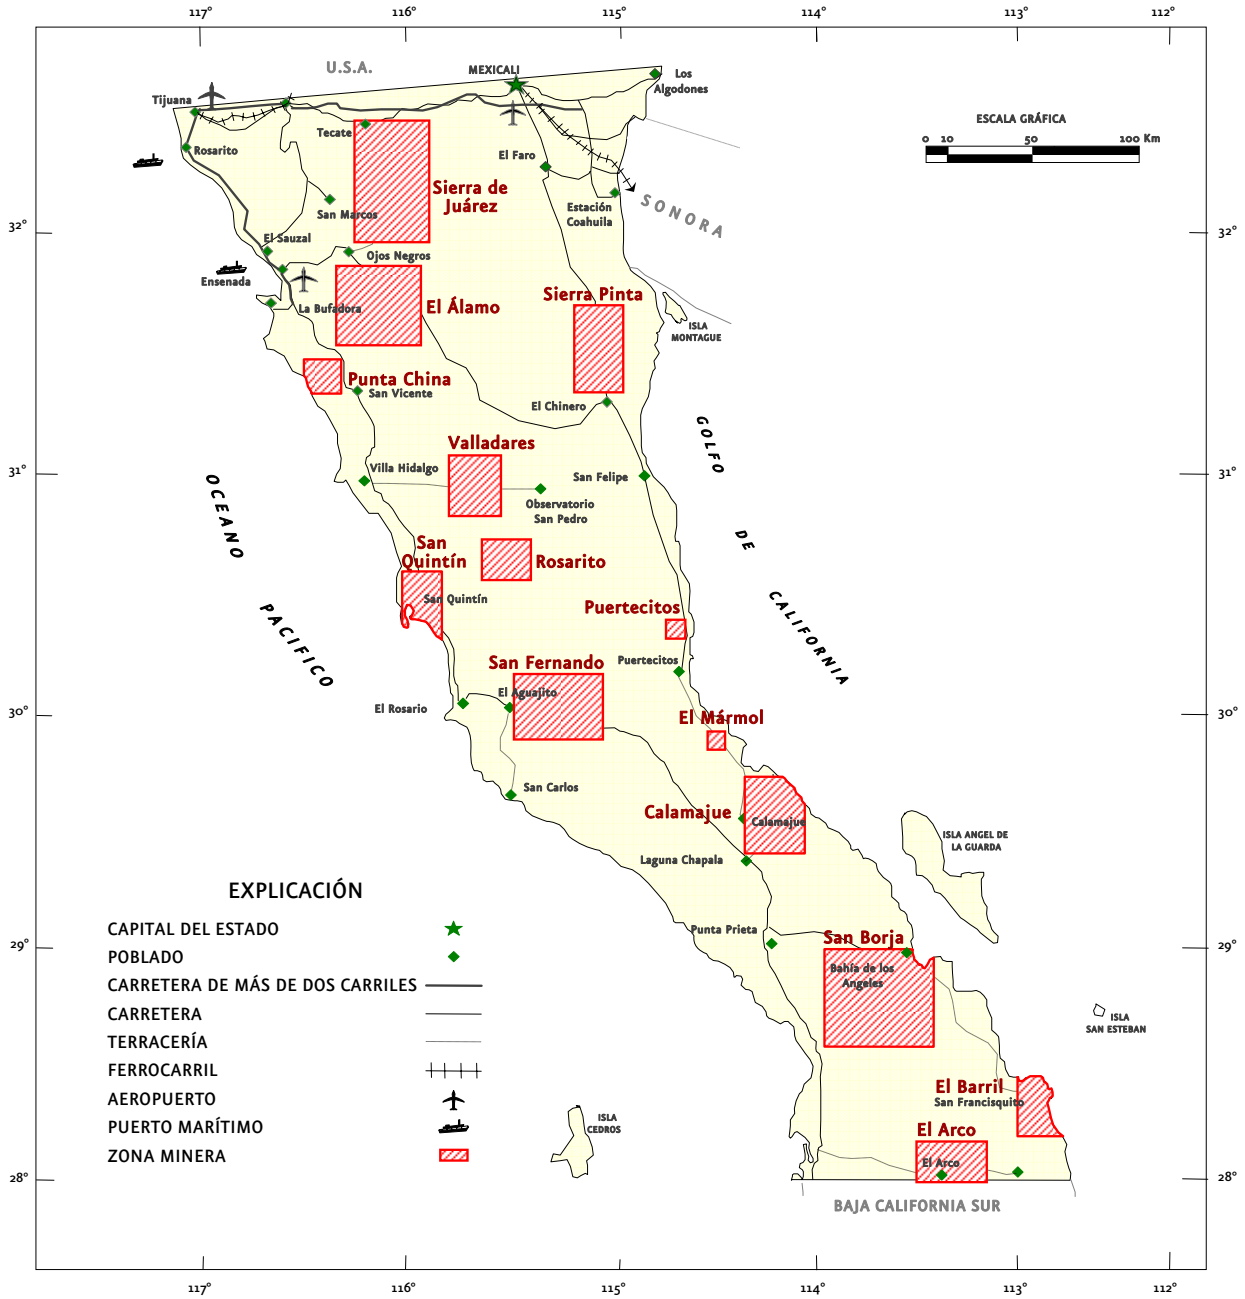 117°
116°
115°
114°
113°
112°
U.S.A.
MEXICALI
Los
Algodones
Tijuana
Tecate
ESCALA GRÁFICA
0 10 50 100 Km
Rosarito
El Faro
Sierra de
Juárez
San Marcos
Estación
Coahuila
SONORA
32°
32°
El Sauzal
Ojos Negros
Ensenada
La Bufadora
El Álamo
Sierra Pinta
ISLA
MONTAGUE
Punta China
San Vicente
El Chinero
GOLFO
DE
CALIFORNIA
Valladares
Villa Hidalgo
San Felipe
31°
31°
Observatorio
San Pedro
OCEANO
PACIFICO
San
Quintín
Rosarito
San Quintín
Puertecitos
Puertecitos
San Fernando
El Aguajito
El Rosario
El Mármol
30°
30°
San Carlos
Calamajue
Calamajue
ISLA ANGEL DE
LA GUARDA
Laguna Chapala
EXPLICACIÓN
CAPITAL DEL ESTADO
POBLADO
CARRETERA DE MÁS DE DOS CARRILES
CARRETERA
TERRACERÍA
FERROCARRIL
AEROPUERTO
PUERTO MARÍTIMO
ZONA MINERA
Punta Prieta
San Borja
29°
29°
Bahía de los
Angeles
ISLA
SAN ESTEBAN
El Barril
San Francisquito
ISLA
CEDROS
El Arco
El Arco
28°
28°
BAJA CALIFORNIA SUR
117°
116°
115°
114°
113°
112°